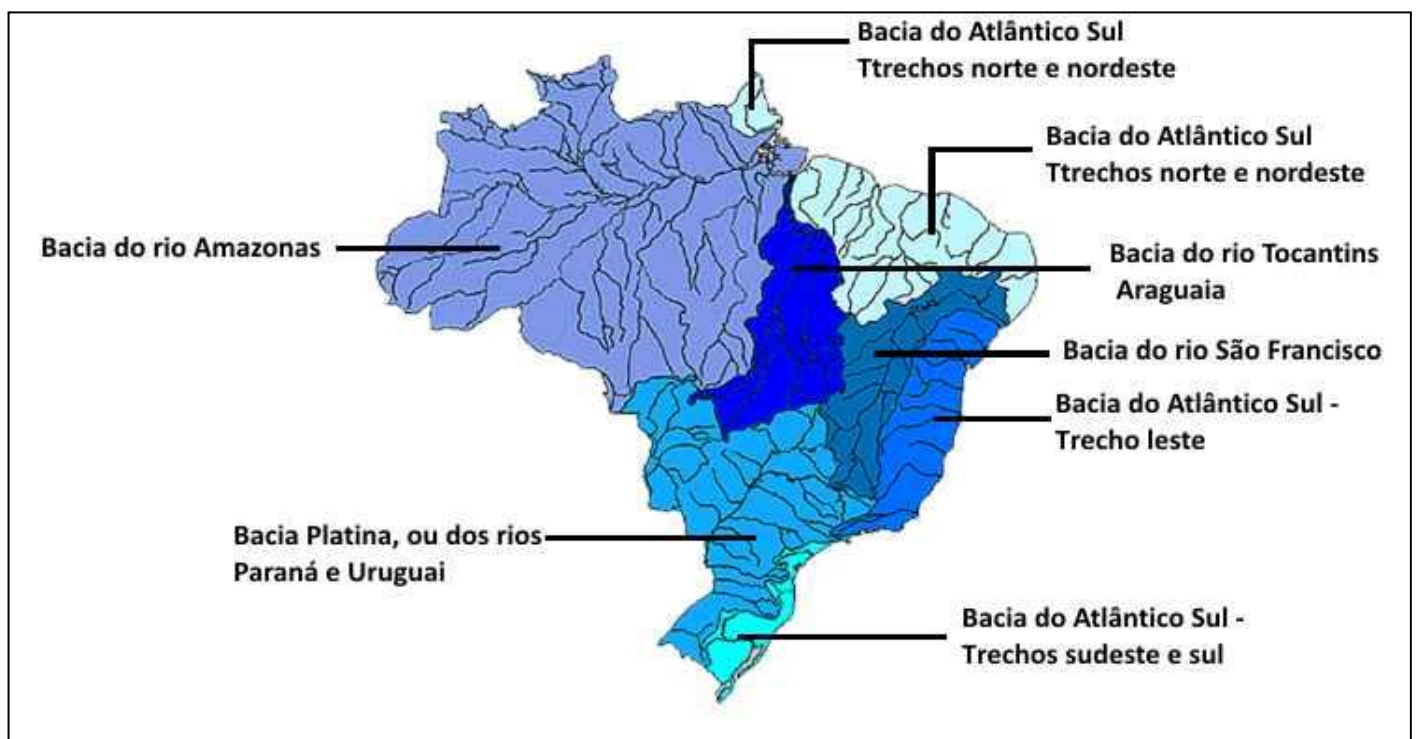 Bacia do Atlântico Sul
Ttrechos norte e nordeste
Bacia do Atlântico Sul
Ttrechos norte e nordeste
Bacia do rio Amazonas
Bacia do rio Tocantins
Araguaia
Bacia do rio São Francisco
Bacia do Atlântico Sul -
Trecho leste
Bacia Platina, ou dos rios
Paraná e Uruguai
Bacia do Atlântico Sul -
Trechos sudeste e sul